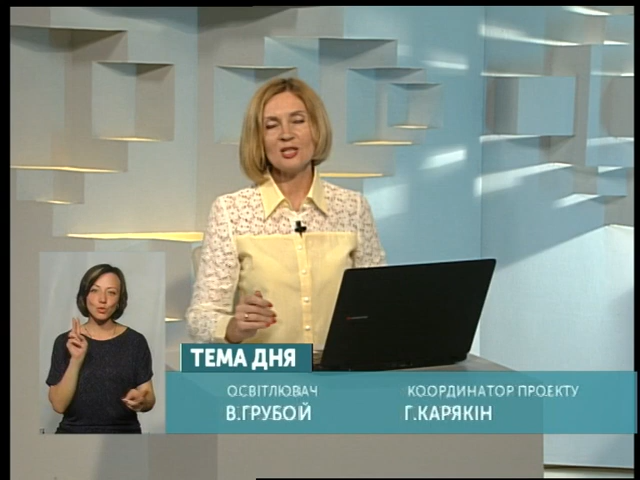 ТЕМА ДНЯ
ОСВІТЛЮВАЧ
В.ГРУБОЙ
КООРДИНАТОР ПРОЕКТУ
Г.КАРЯКІН